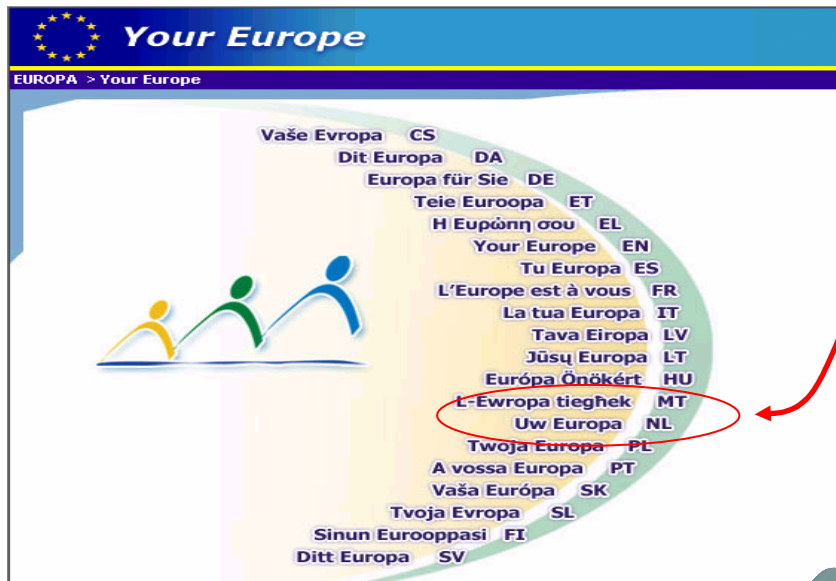 Your Europe
EUROPA > Your Europe
Vaše Evropa CS
Dit Europa DA
Europa für Sie DE
Teie Euroopa ET
Η Ευρώπη σου EL
Your Europe EN
Tu Europa ES
L'Europe est à vous FR
La tua Europa IT
Tava Eiropa LV
Jūsų Europa LT
Európa Önökért HU
L-Ewropa tiegħek MT
Uw Europa NL
Twoja Europa PL
A vossa Europa PT
Vaša Európa SK
Tvoja Evropa SL
Sinun Eurooppasi FI
Ditt Europa SV